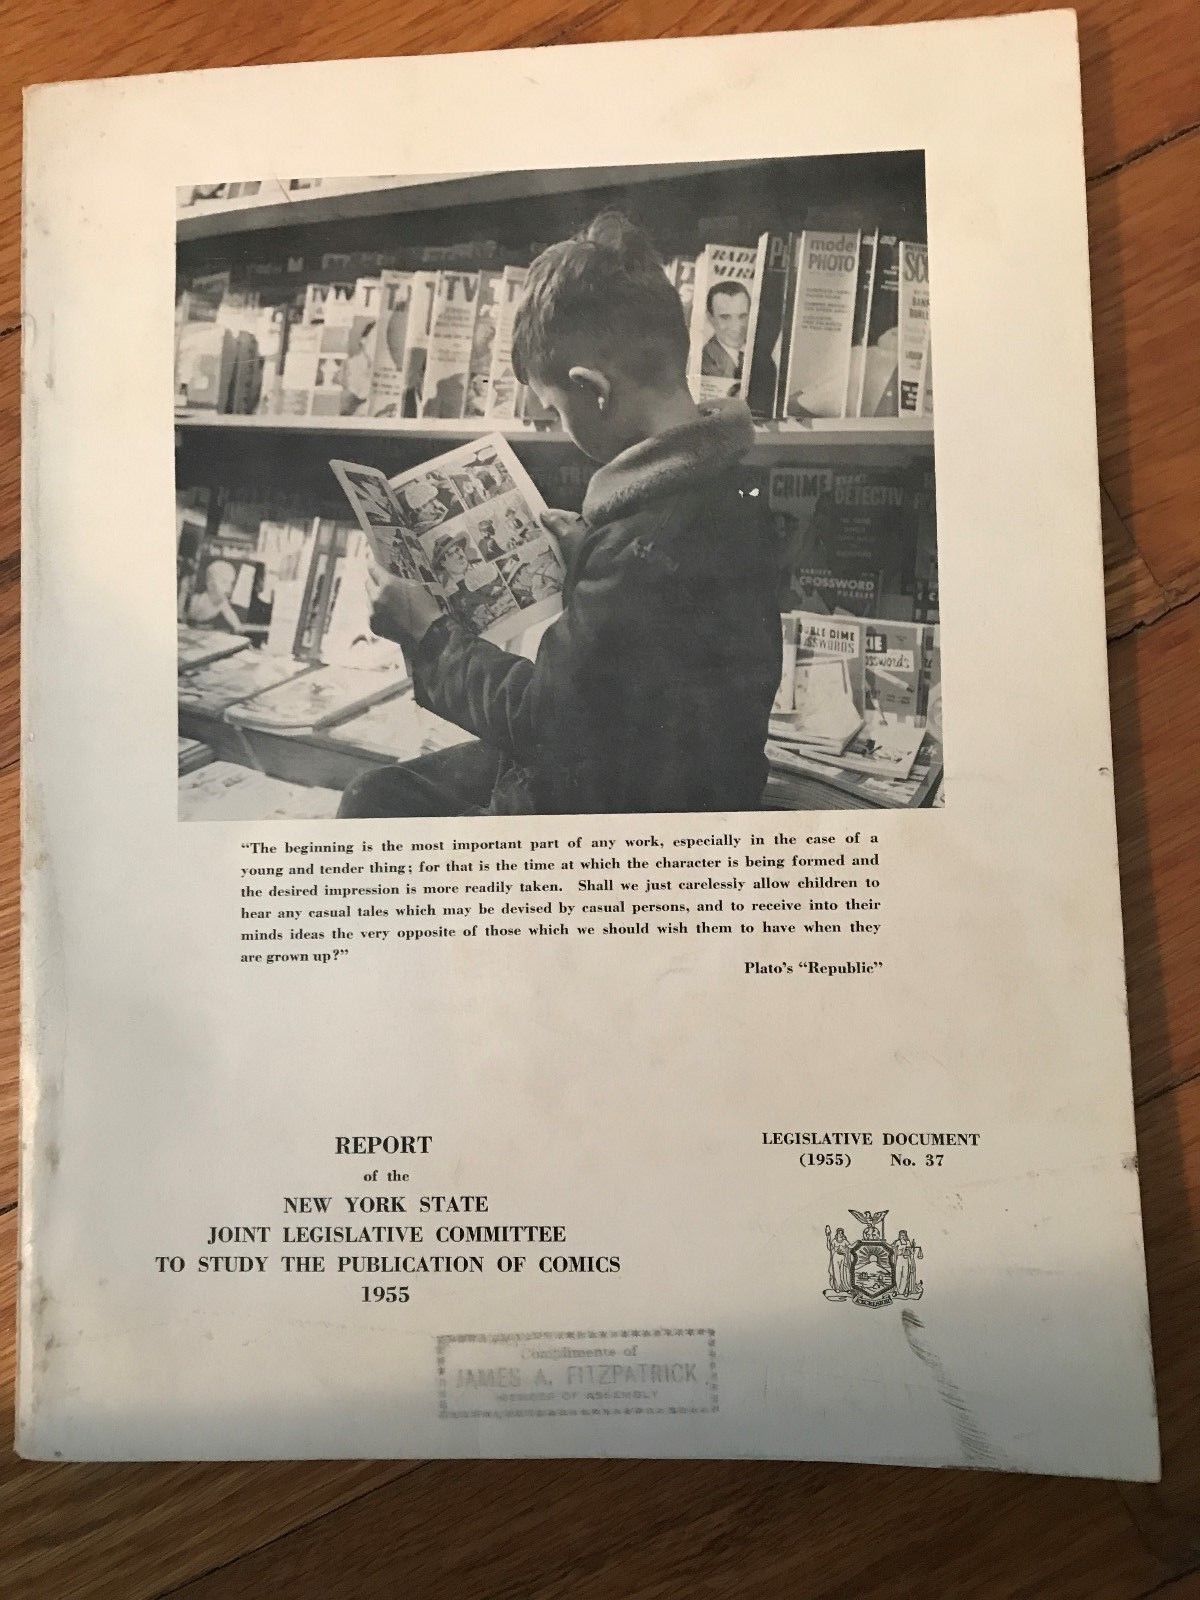 TV
TV
mode
PHOTO
CRIME
DETECTIV
CROSSWORD
PUZZLES
DIME
"The beginning is the most important part of any work, especially in the case of a
young and tender thing; for that is the time at which the character is being formed and
the desired impression is more readily taken. Shall we just carelessly allow children to
hear any casual tales which may be devised by casual persons, and to receive into their
minds ideas the very opposite of those which we should wish them to have when they
are grown up?"
Plato's "Republic"
REPORT
of the
NEW YORK STATE
JOINT LEGISLATIVE COMMITTEE
TO STUDY THE PUBLICATION OF COMICS
1955
LEGISLATIVE DOCUMENT
(1955) No. 37
EXCELSIOR
Compliments of
JAMES A. FITZPATRICK
MEMBER OF ASSEMBLY